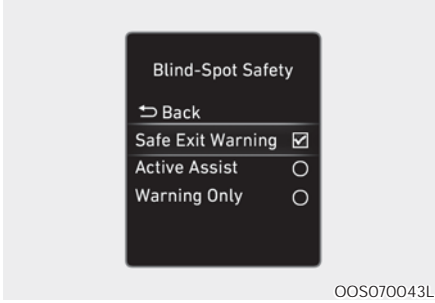 Blind-Spot Safety
Back
Safe Exit Warning
Active Assist
Warning Only
OOS070043L